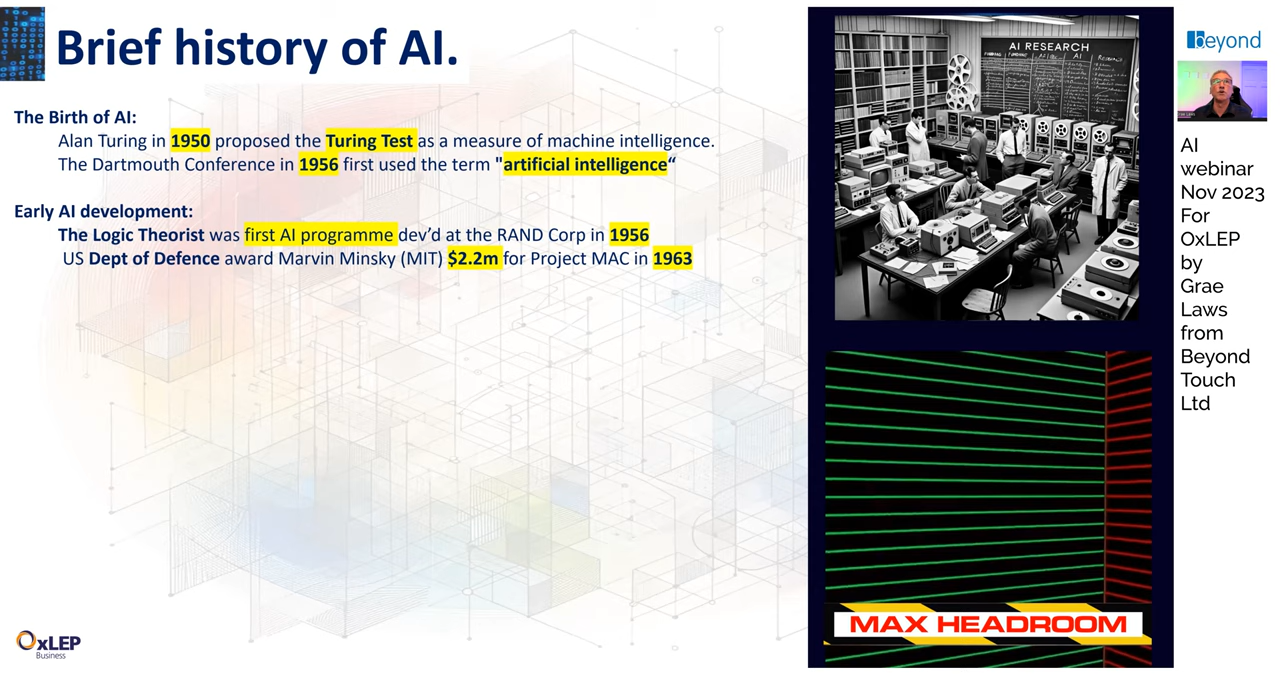 Brief history of AI.
The Birth of AI:
Alan Turing in 1950 proposed the Turing Test as a measure of machine intelligence.
The Dartmouth Conference in 1956 first used the term "artificial intelligence“
Early AI development:
The Logic Theorist was first AI programme dev’d at the RAND Corp in 1956
US Dept of Defence award Marvin Minsky (MIT) $2.2m for Project MAC in 1963
OxLEP
Business
AI RESEARCH
MAX HEADROOM
beyond
AI
webinar
Nov 2023
For
OxLEP
by
Grae
Laws
from
Beyond
Touch
Ltd